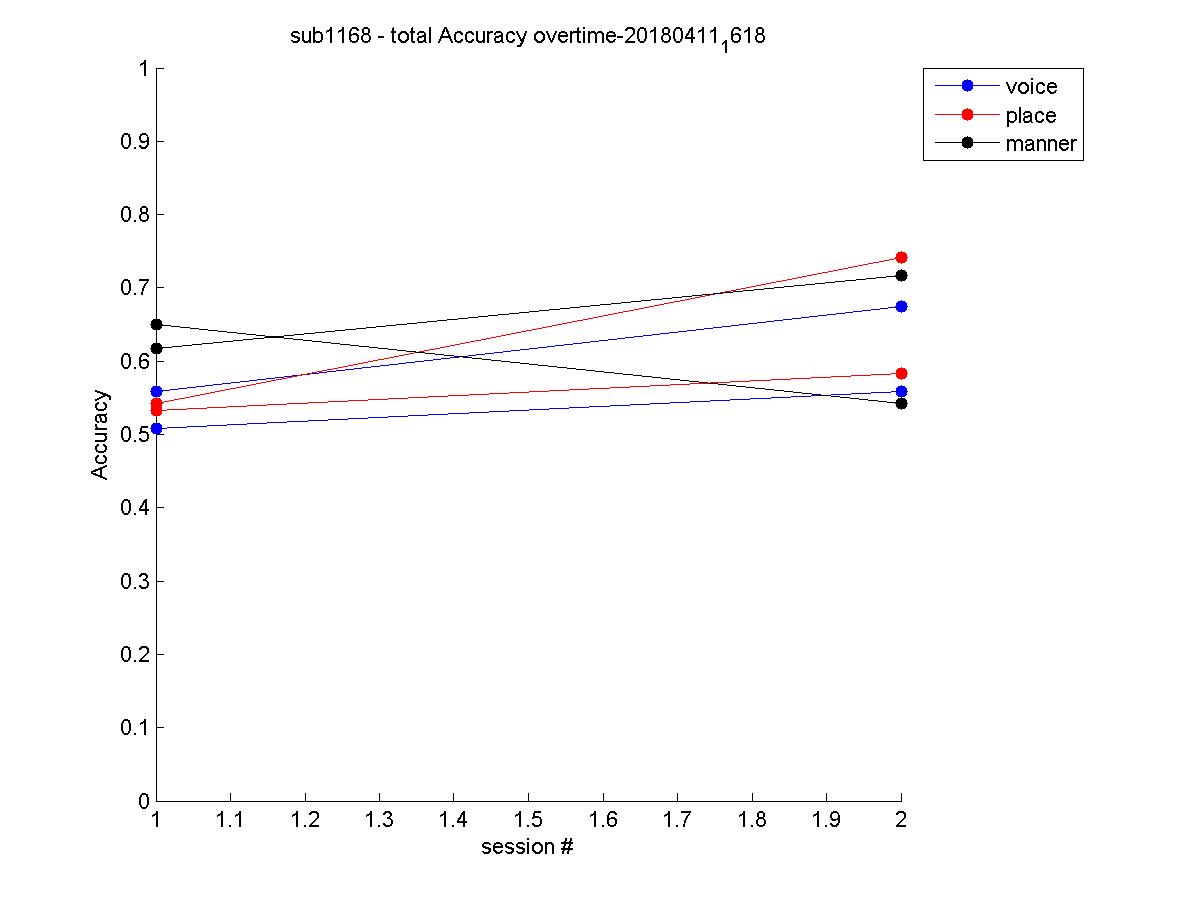 sub1168 - total Accuracy overtime-20180411₁618
voice
place
manner
1
0.9
0.8
0.7
0.6
0.5
0.4
0.3
0.2
0.1
0
Accuracy
1 1.1 1.2 1.3 1.4 1.5 1.6 1.7 1.8 1.9 2
session #